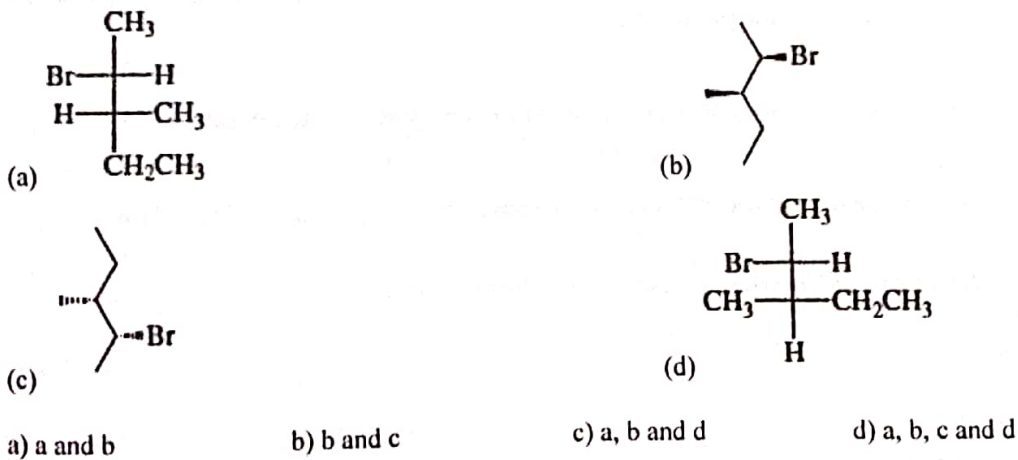 CH₃
Br H
H CH₃
CH₂CH₃
(a)
Br
(b)
Br
(c)
CH₃
Br H
CH₃ CH₂CH₃
H
(d)
a) a and b b) b and c c) a, b and d d) a, b, c and d